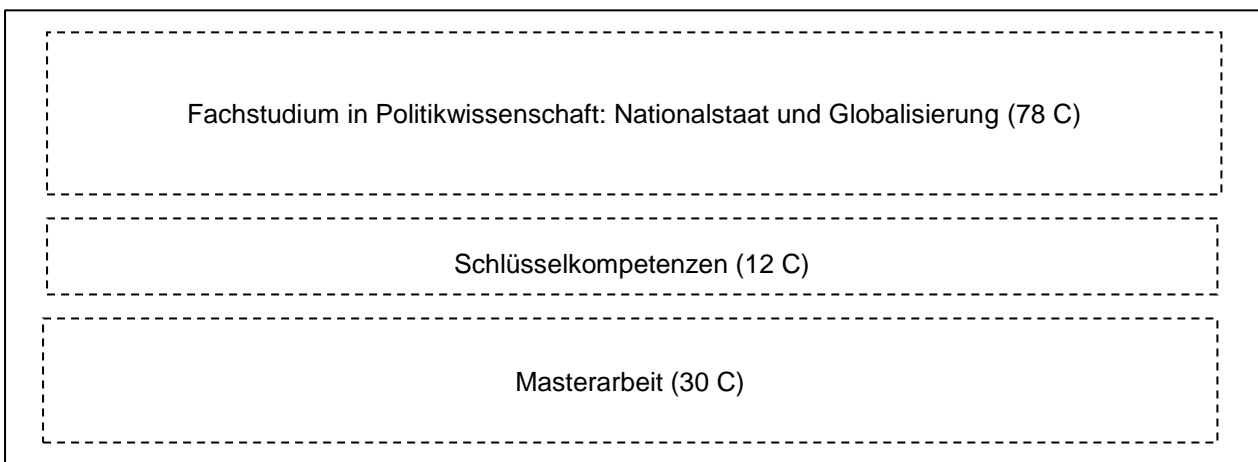 Fachstudium in Politikwissenschaft: Nationalstaat und Globalisierung (78 C)
Schlüsselkompetenzen (12 C)
Masterarbeit (30 C)